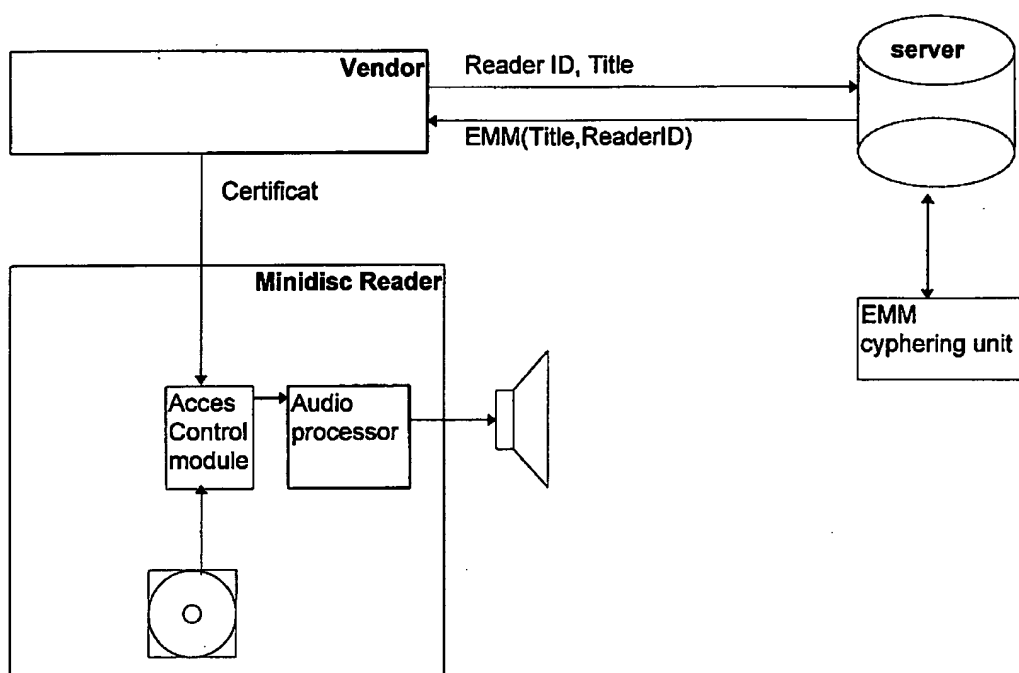 Vendor
Reader ID, Title
server
EMM(Title,ReaderID)
Certificat
Minidisc Reader
EMM
cyphering unit
Acces
Control
module
Audio
processor